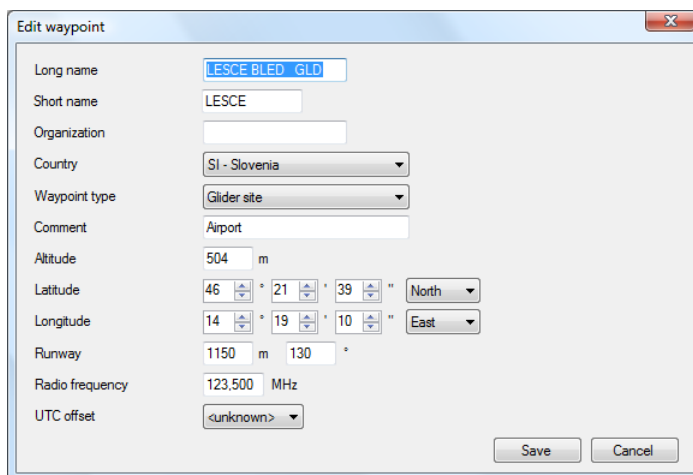 Edit waypoint
Long name LESCE BLED   GLD
Short name LESCE
Organization
Country SI - Slovenia
Waypoint type Glider site
Comment Airport
Altitude 504 m
Latitude 46 ° 21 ' 39 " North
Longitude 14 ° 19 ' 10 " East
Runway 1150 m 130 °
Radio frequency 123,500 MHz
UTC offset <unknown>
Save Cancel